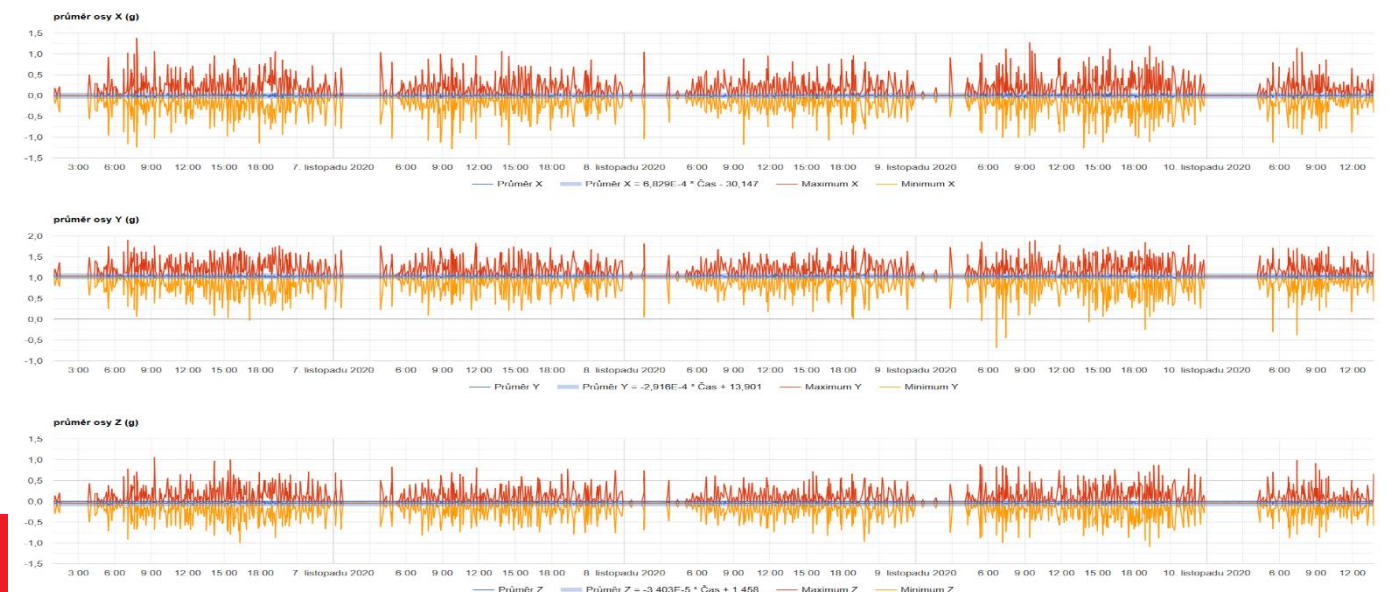 průměr osy X (g)
1,5
1,0
0,5
0,0
-0,5
-1,0
-1,5
3:00 6:00 9:00 12:00 15:00 18:00 7. listopadu 2020 6:00 9:00 12:00 15:00 18:00 8. listopadu 2020 6:00 9:00 12:00 15:00 18:00 9. listopadu 2020 6:00 9:00 12:00 15:00 18:00 10. listopadu 2020 6:00 9:00 12:00
Průměr X Průměr X = 6,829E-4 * Čas - 30,147 Maximum X Minimum X
průměr osy Y (g)
2,0
1,5
1,0
0,5
0,0
-0,5
-1,0
3:00 6:00 9:00 12:00 15:00 18:00 7. listopadu 2020 6:00 9:00 12:00 15:00 18:00 8. listopadu 2020 6:00 9:00 12:00 15:00 18:00 9. listopadu 2020 6:00 9:00 12:00 15:00 18:00 10. listopadu 2020 6:00 9:00 12:00
Průměr Y Průměr Y = -2,916E-4 * Čas + 13,901 Maximum Y Minimum Y
průměr osy Z (g)
1,5
1,0
0,5
0,0
-0,5
-1,0
-1,5
3:00 6:00 9:00 12:00 15:00 18:00 7. listopadu 2020 6:00 9:00 12:00 15:00 18:00 8. listopadu 2020 6:00 9:00 12:00 15:00 18:00 9. listopadu 2020 6:00 9:00 12:00 15:00 18:00 10. listopadu 2020 6:00 9:00 12:00
Průměr Z Průměr Z = -3,403E-5 * Čas + 1,458 Maximum Z Minimum Z